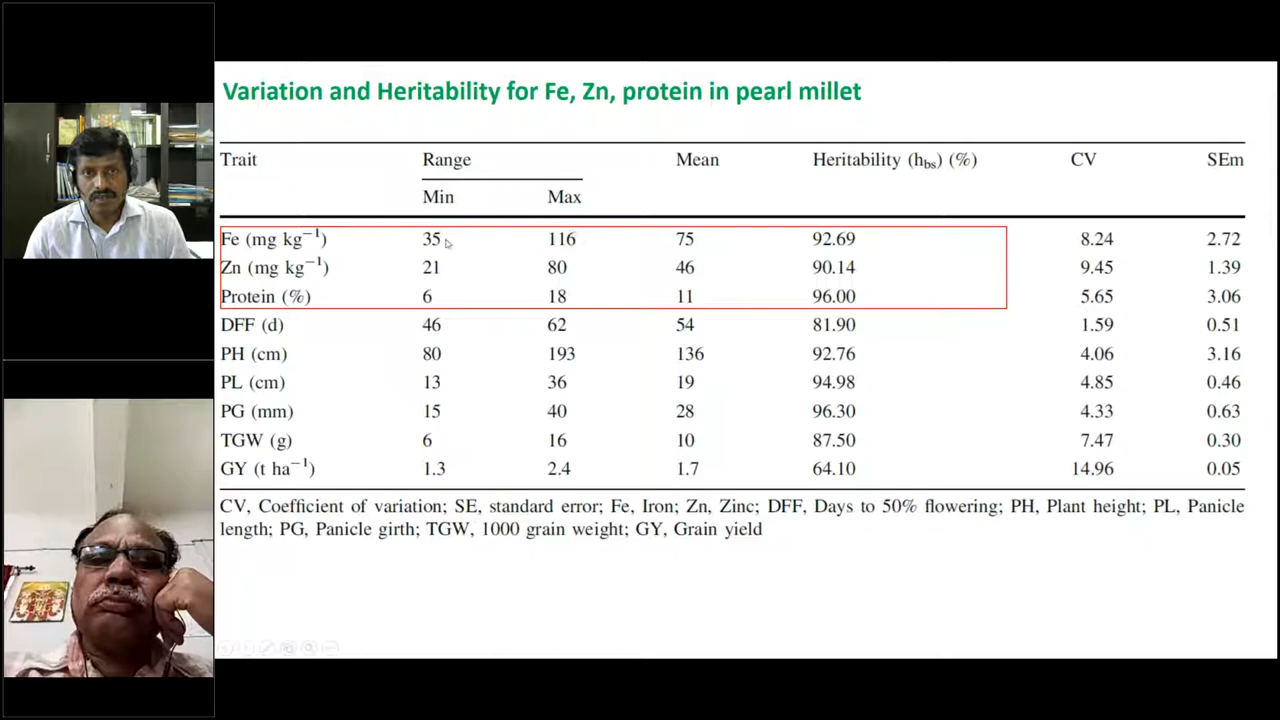 Variation and Heritability for Fe, Zn, protein in pearl millet
Trait Range Mean Heritability (hbs) (%) CV SEm
Min Max
Fe (mg kg−1) 35 116 75 92.69 8.24 2.72
Zn (mg kg−1) 21 80 46 90.14 9.45 1.39
Protein (%) 6 18 11 96.00 5.65 3.06
DFF (d) 46 62 54 81.90 1.59 0.51
PH (cm) 80 193 136 92.76 4.06 3.16
PL (cm) 13 36 19 94.98 4.85 0.46
PG (mm) 15 40 28 96.30 4.33 0.63
TGW (g) 6 16 10 87.50 7.47 0.30
GY (t ha−1) 1.3 2.4 1.7 64.10 14.96 0.05
CV, Coefficient of variation; SE, standard error; Fe, Iron; Zn, Zinc; DFF, Days to 50% flowering; PH, Plant height; PL, Panicle
length; PG, Panicle girth; TGW, 1000 grain weight; GY, Grain yield